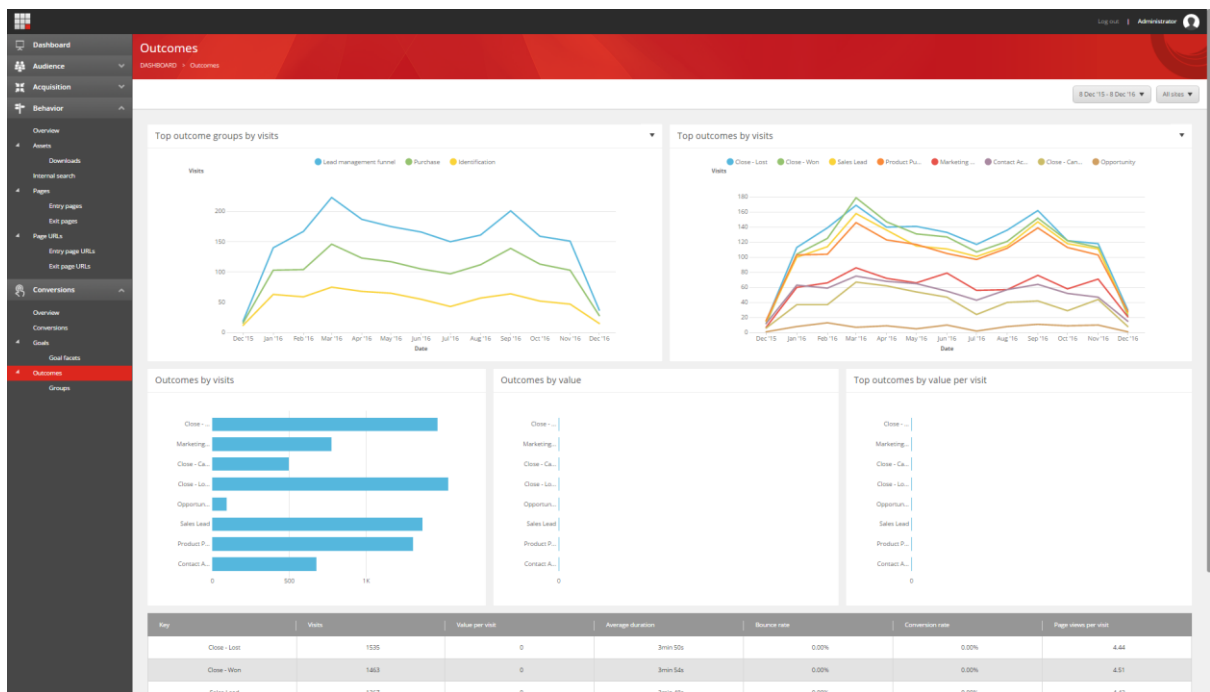 Log out | Administrator
Dashboard
Audience
Acquisition
Behavior
Overview
Assets
Downloads
Internal search
Pages
Entry pages
Exit pages
Page URLs
Entry page URLs
Exit page URLs
Conversions
Overview
Conversions
Goals
Goal facets
Outcomes
Groups
Outcomes
DASHBOARD > Outcomes
8 Dec '15 - 8 Dec '16 All sites
Top outcome groups by visits
Lead management funnel Purchase Identification
Visits
200
150
100
50
0
Dec '15 Jan '16 Feb '16 Mar '16 Apr '16 May '16 Jun '16 Jul '16 Aug '16 Sep '16 Oct '16 Nov '16 Dec '16
Date
Top outcomes by visits
Close - Lost Close - Won Sales Lead Product Pu... Marketing ... Contact Ac... Close - Can... Opportunity
Visits
180
160
140
120
100
80
60
40
20
0
Dec '15 Jan '16 Feb '16 Mar '16 Apr '16 May '16 Jun '16 Jul '16 Aug '16 Sep '16 Oct '16 Nov '16 Dec '16
Date
Outcomes by visits
Close - ...
Marketing...
Close - Ca...
Close - Lo...
Opportun...
Sales Lead
Product P...
Contact A...
0 500 1K
Outcomes by value
Close - ...
Marketing...
Close - Ca...
Close - Lo...
Opportun...
Sales Lead
Product P...
Contact A...
0
Top outcomes by value per visit
Close - ...
Marketing...
Close - Ca...
Close - Lo...
Opportun...
Sales Lead
Product P...
Contact A...
0
Key Visits Value per visit Average duration Bounce rate Conversion rate Page views per visit
Close - Lost 1535 0 3min 50s 0.00% 0.00% 4.44
Close - Won 1463 0 3min 54s 0.00% 0.00% 4.51